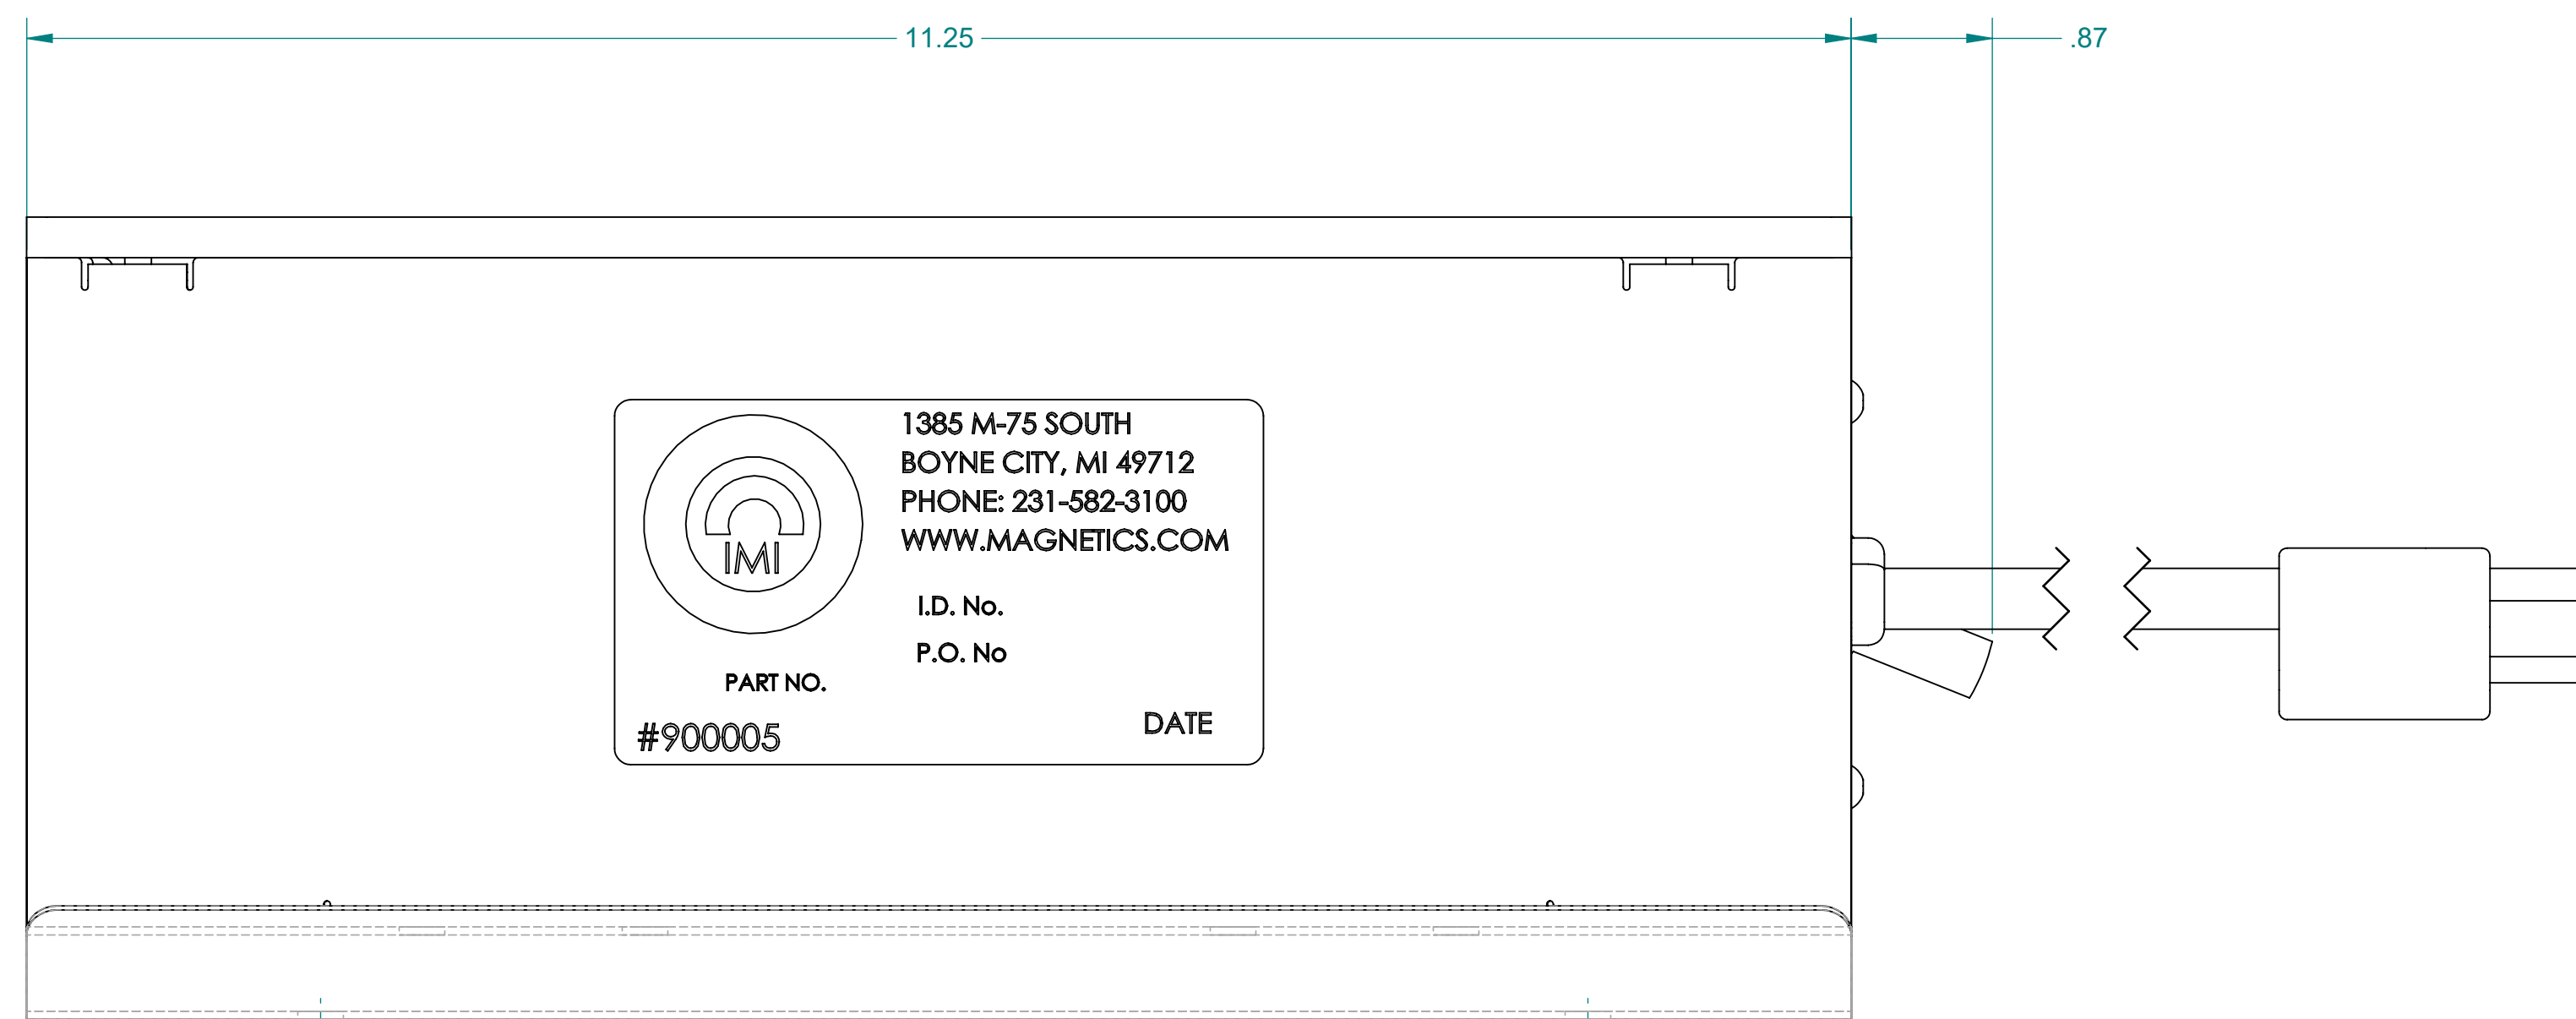 11.25
.87
1385 M-75 SOUTH
BOYNE CITY, MI 49712
PHONE: 231-582-3100
WWW.MAGNETICS.COM
IMI
I.D. No.
P.O. No
PART NO.
#900005
DATE